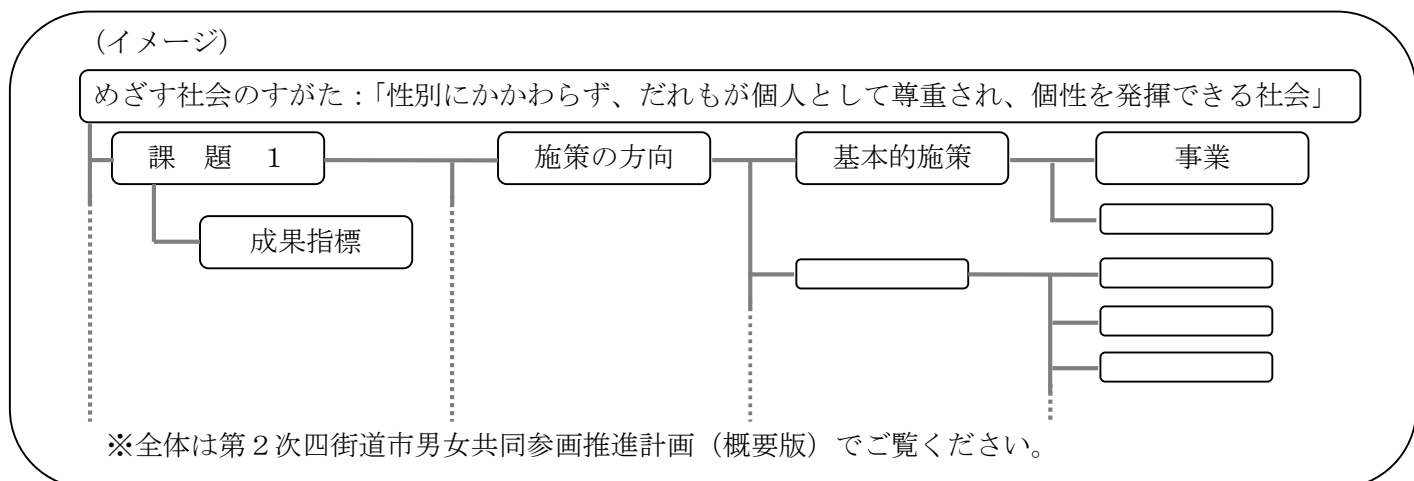 (イメージ)
めざす社会のすがた:「性別にかかわらず、だれもが個人として尊重され、個性を発揮できる社会」
課 題 1
施策の方向
基本的施策
事業
成果指標
※全体は第2次四街道市男女共同参画推進計画(概要版)でご覧ください。